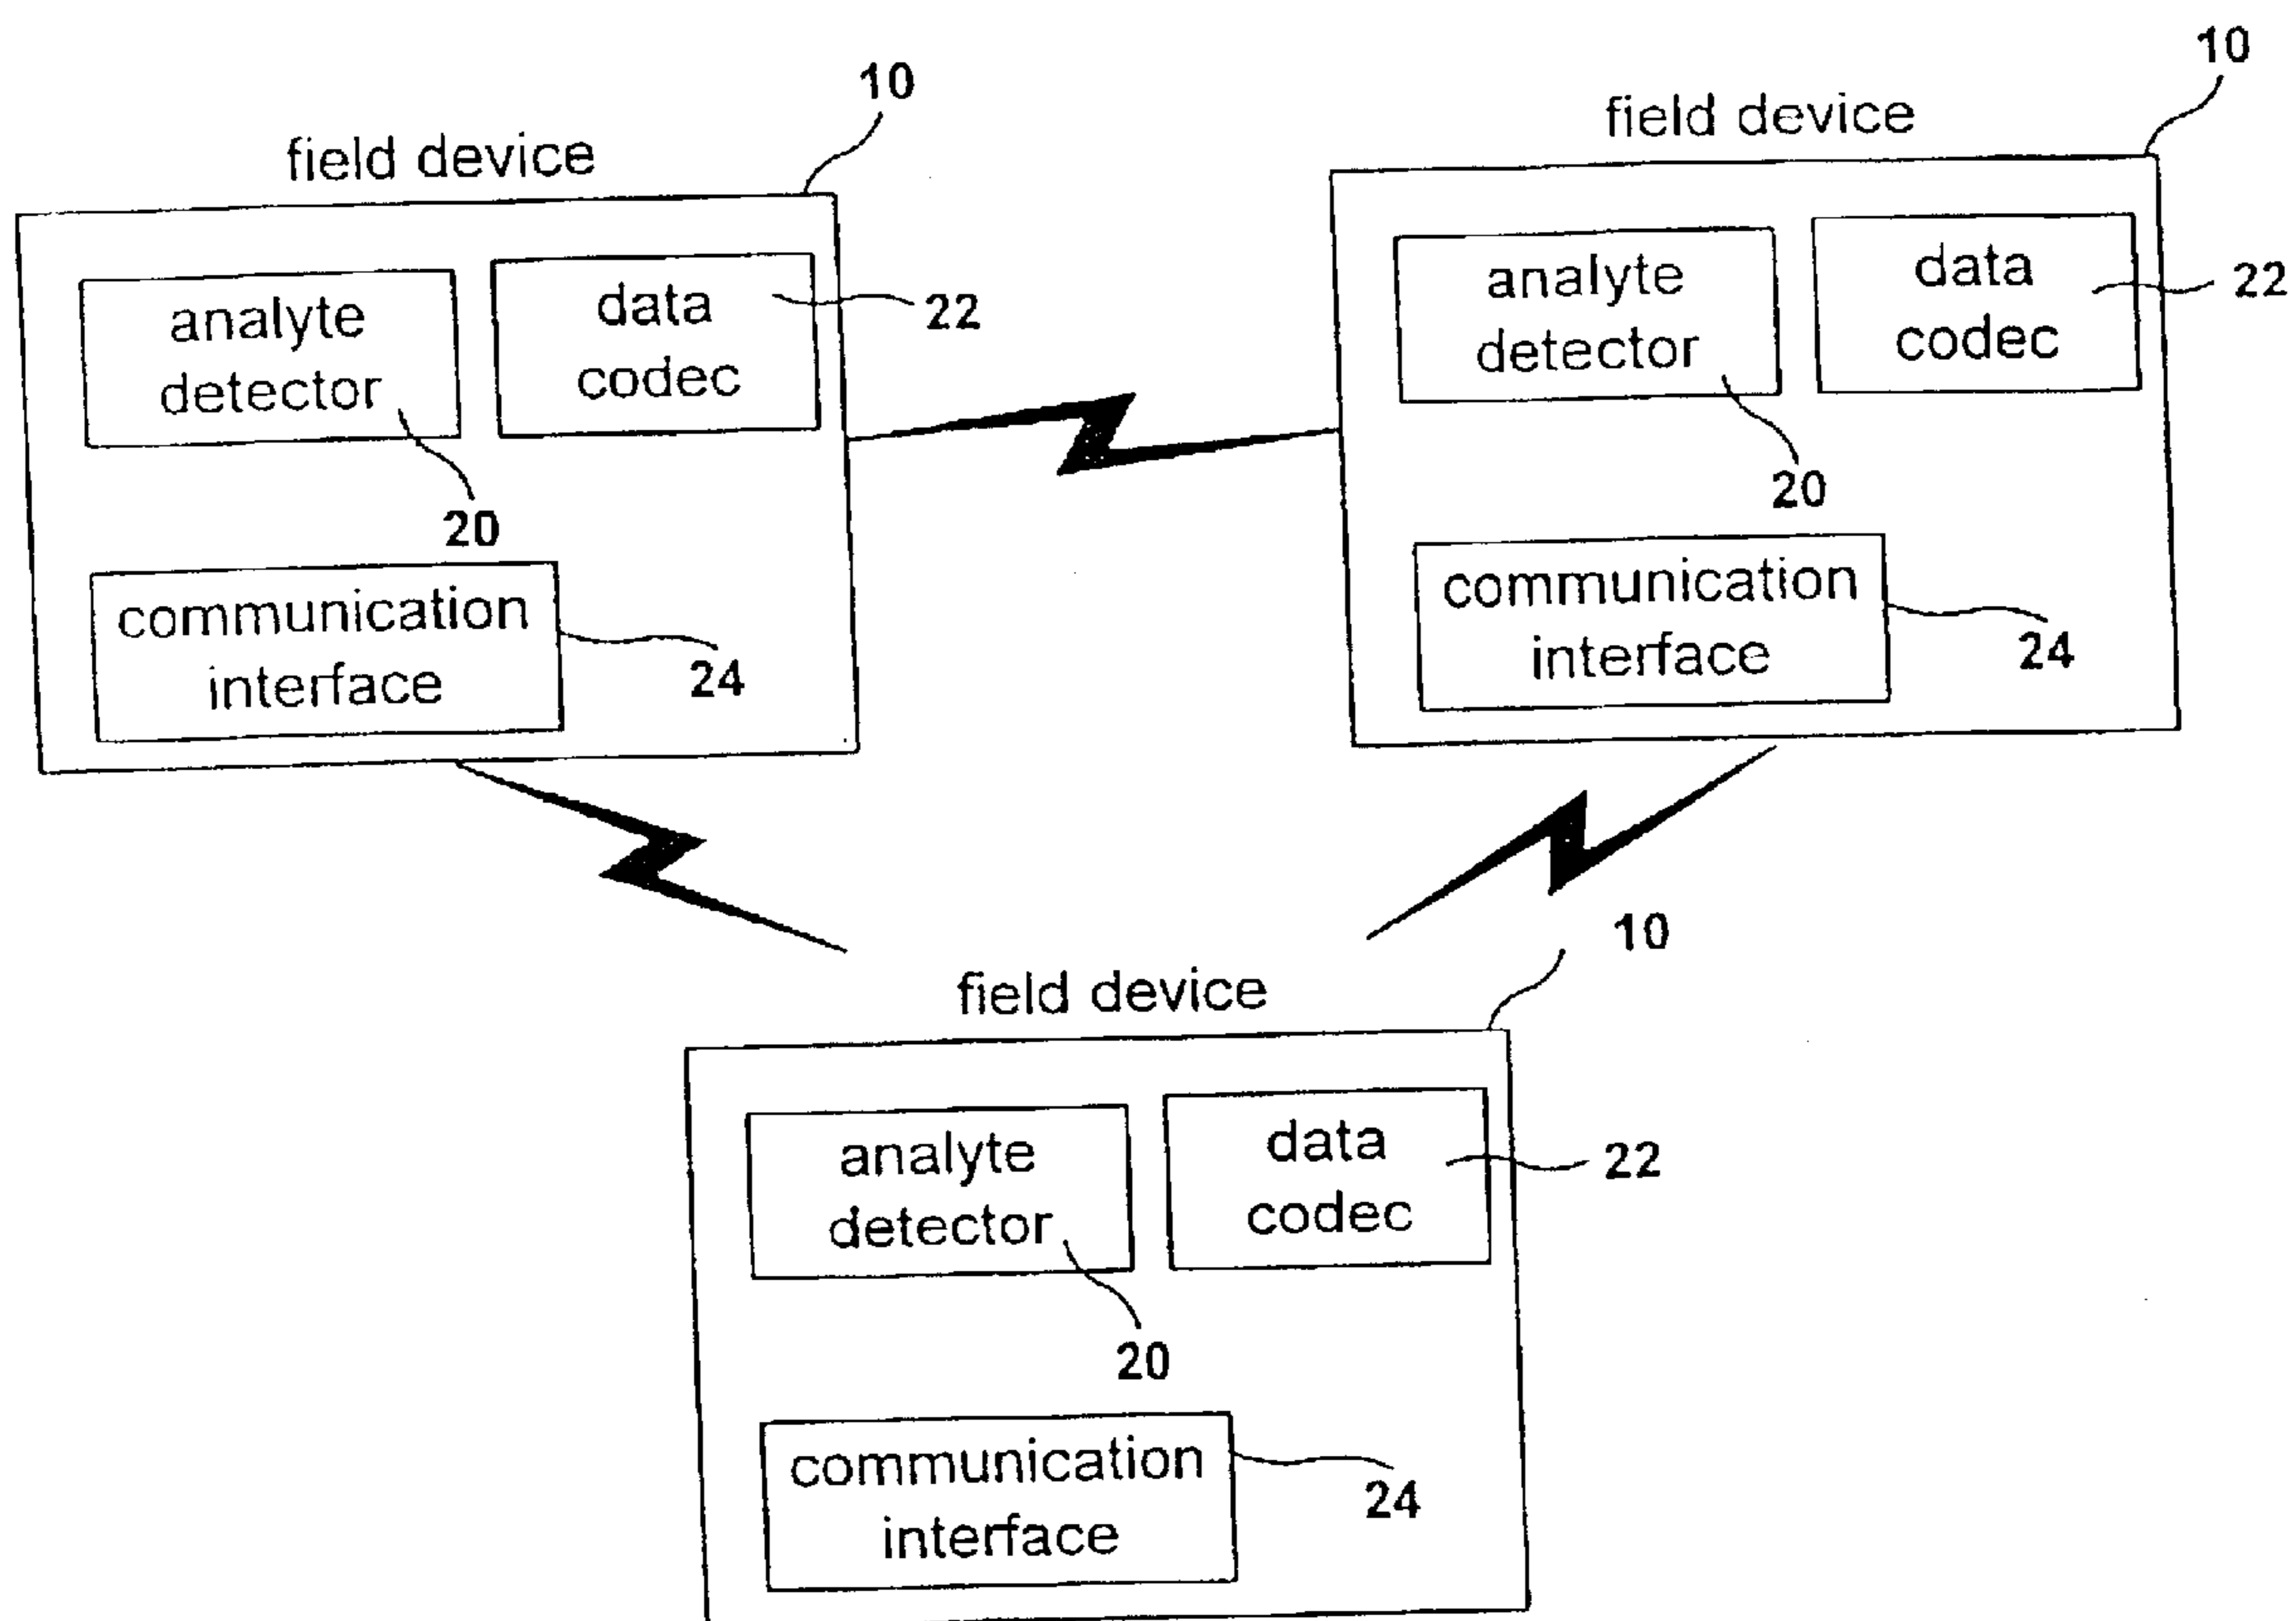 10
field device
analyte
detector
data
codec
22
20
communication
interface
24
10
field device
analyte
detector
data
codec
22
20
communication
interface
24
10
field device
analyte
detector
data
codec
22
20
communication
interface
24